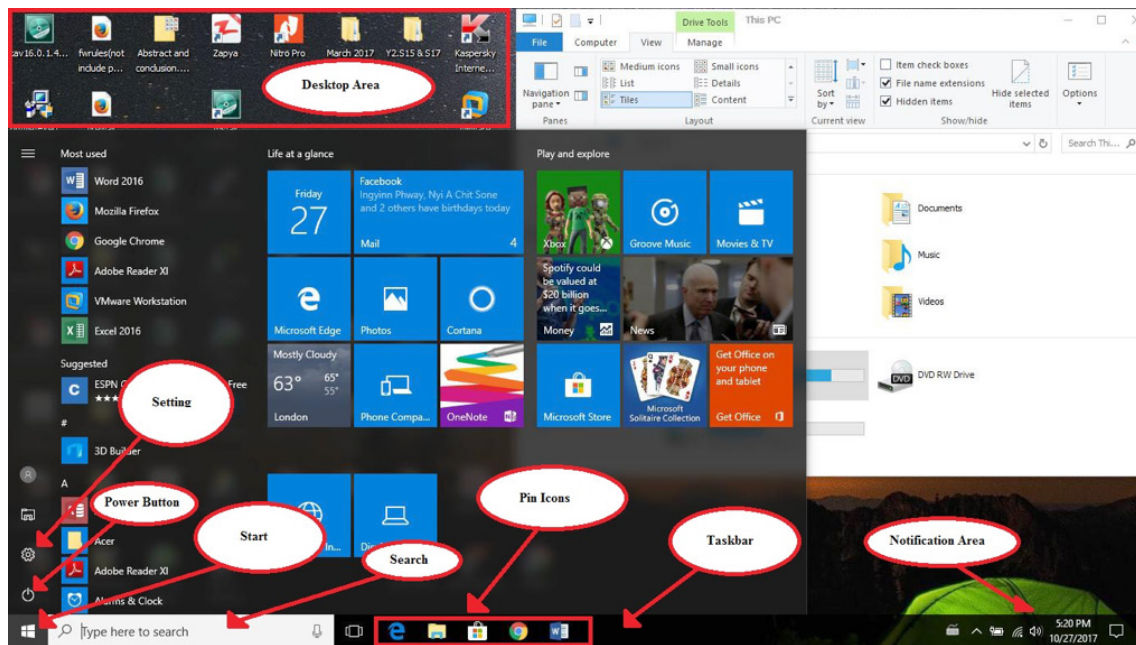 Drive Tools
This PC
File
Computer
View
Manage
Navigation
pane
Medium icons
Small icons
List
Details
Tiles
Content
Sort
by
Item check boxes
File name extensions
Hidden items
Hide selected
items
Options
Panes
Layout
Current view
Show/hide
Search Thi...
cav16.0.1.4...
fwrules(not
include p...
Abstract and
conclusion....
Zapya
Nitro Pro
March 2017
Y2.S15 & S17
Kaspersky
Interne...
Desktop Area
Most used
Word 2016
Mozilla Firefox
Google Chrome
Adobe Reader XI
VMware Workstation
Excel 2016
Suggested
ESPN
Free
#
3D Builder
A
Acer
Adobe Reader XI
Alarms & Clock
Life at a glance
Friday
27
Facebook
Ingyinn Phway, Nyi A Chit Sone
and 2 others have birthdays today
Mail
4
Microsoft Edge
Photos
Cortana
Mostly Cloudy
63°
65°
55°
London
Phone Compa...
OneNote
Play and explore
Xbox
Groove Music
Movies & TV
Spotify could
be valued at
$20 billion
when it goes...
Money
News
Microsoft Store
Microsoft
Solitaire Collection
Get Office on
your phone
and tablet
Get Office
Documents
Music
Videos
DVD
DVD RW Drive
Setting
Power Button
Start
Search
Pin Icons
Taskbar
Notification Area
Type here to search
5:20 PM
10/27/2017